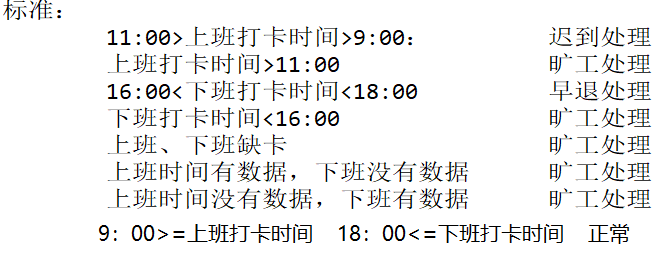 标准：
11:00>上班打卡时间>9:00： 迟到处理
上班打卡时间>11:00 旷工处理
16:00<下班打卡时间<18:00 早退处理
下班打卡时间<16:00 旷工处理
上班、下班缺卡 旷工处理
上班时间有数据，下班没有数据 旷工处理
上班时间没有数据，下班有数据 旷工处理
9：00>=上班打卡时间 18：00<=下班打卡时间 正常